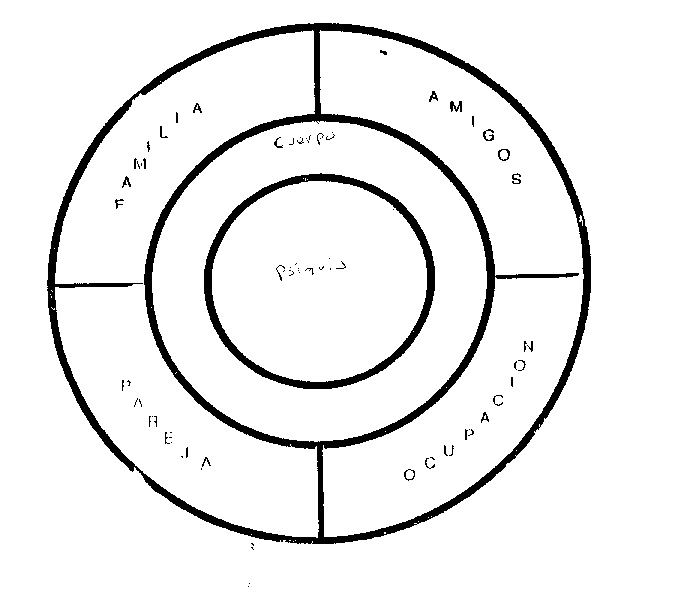 FAMILIA
AMIGOS
Cuerpo
Psiquis
PAREJA
OCUPACION